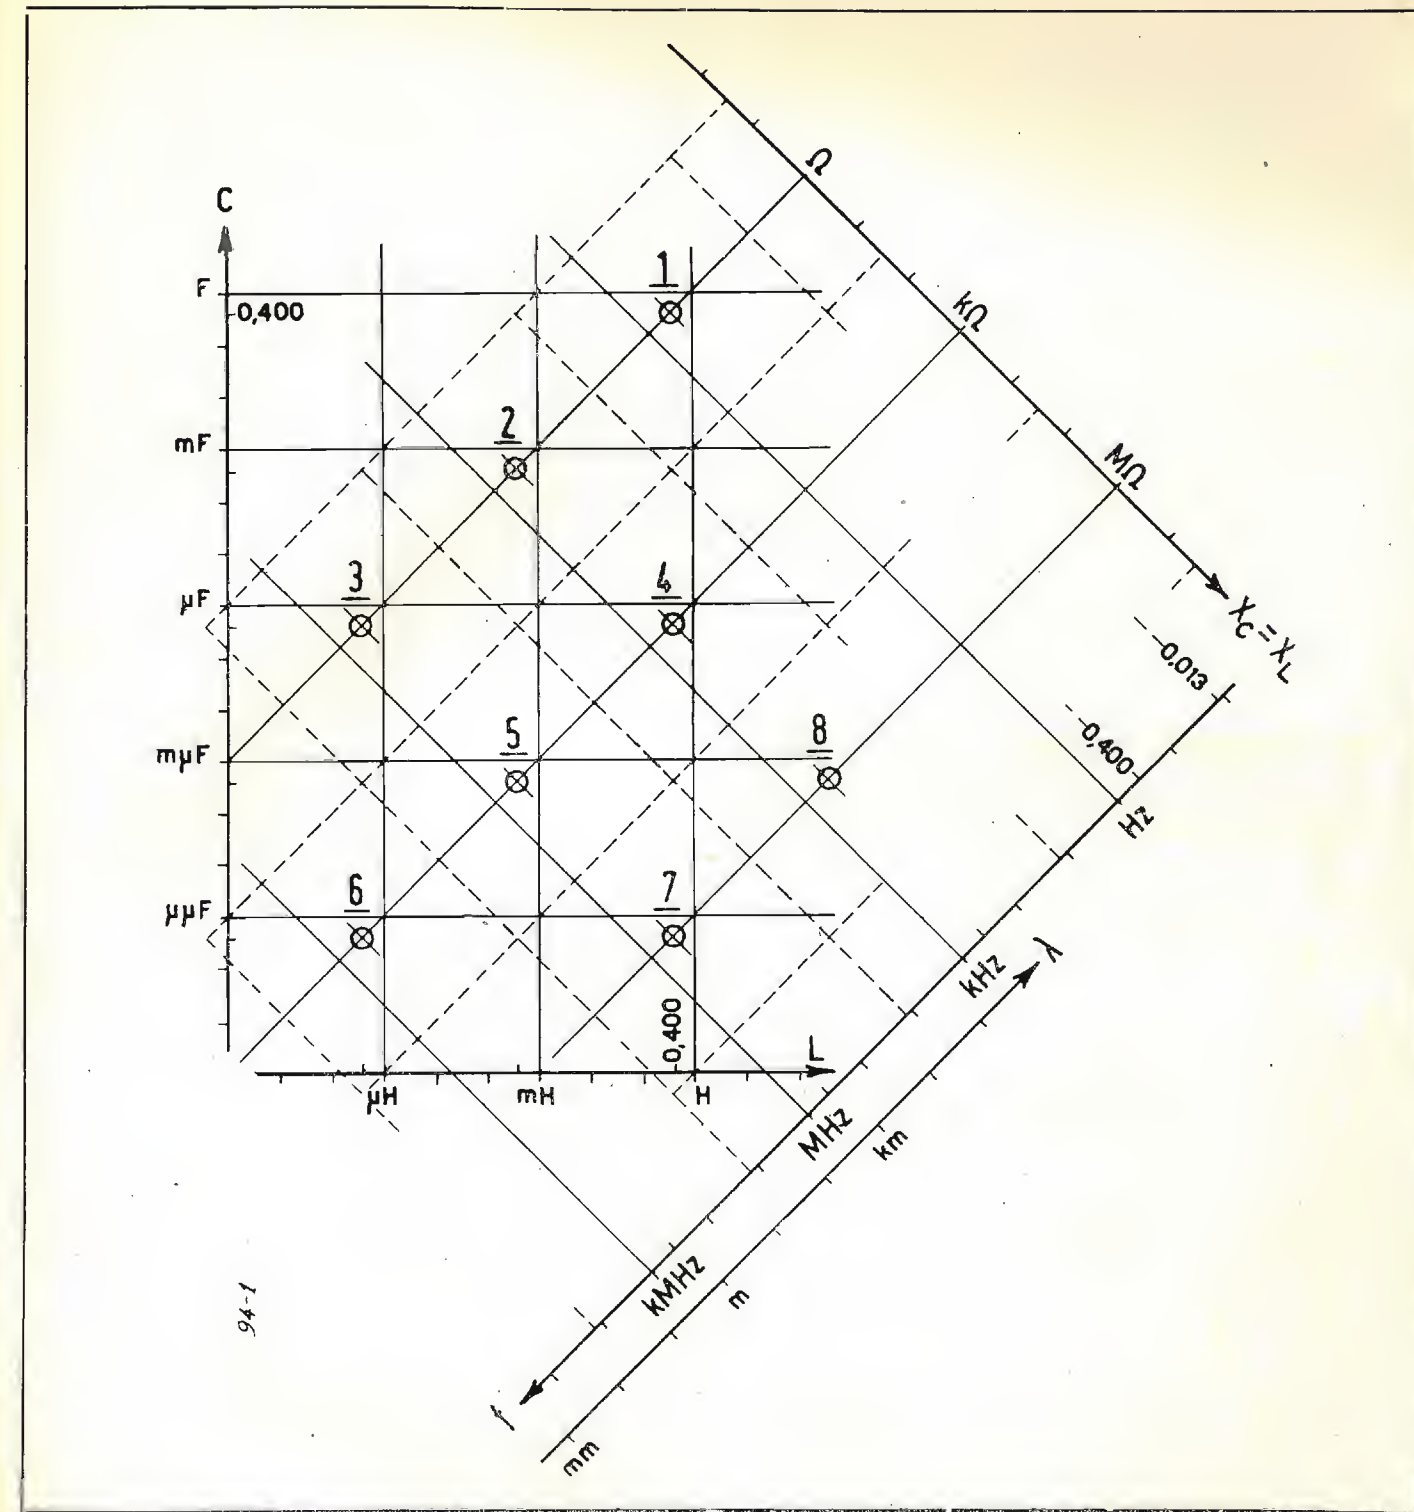 C
Ω
F
0,400
1
kΩ
mF
2
MΩ
μF
3
4
X_C = X_L
0,013
mμF
5
8
0,400
Hz
μμF
6
7
kHz
λ
0,400
L
μH
mH
H
MHz
km
kMHz
m
94-1
f
mm